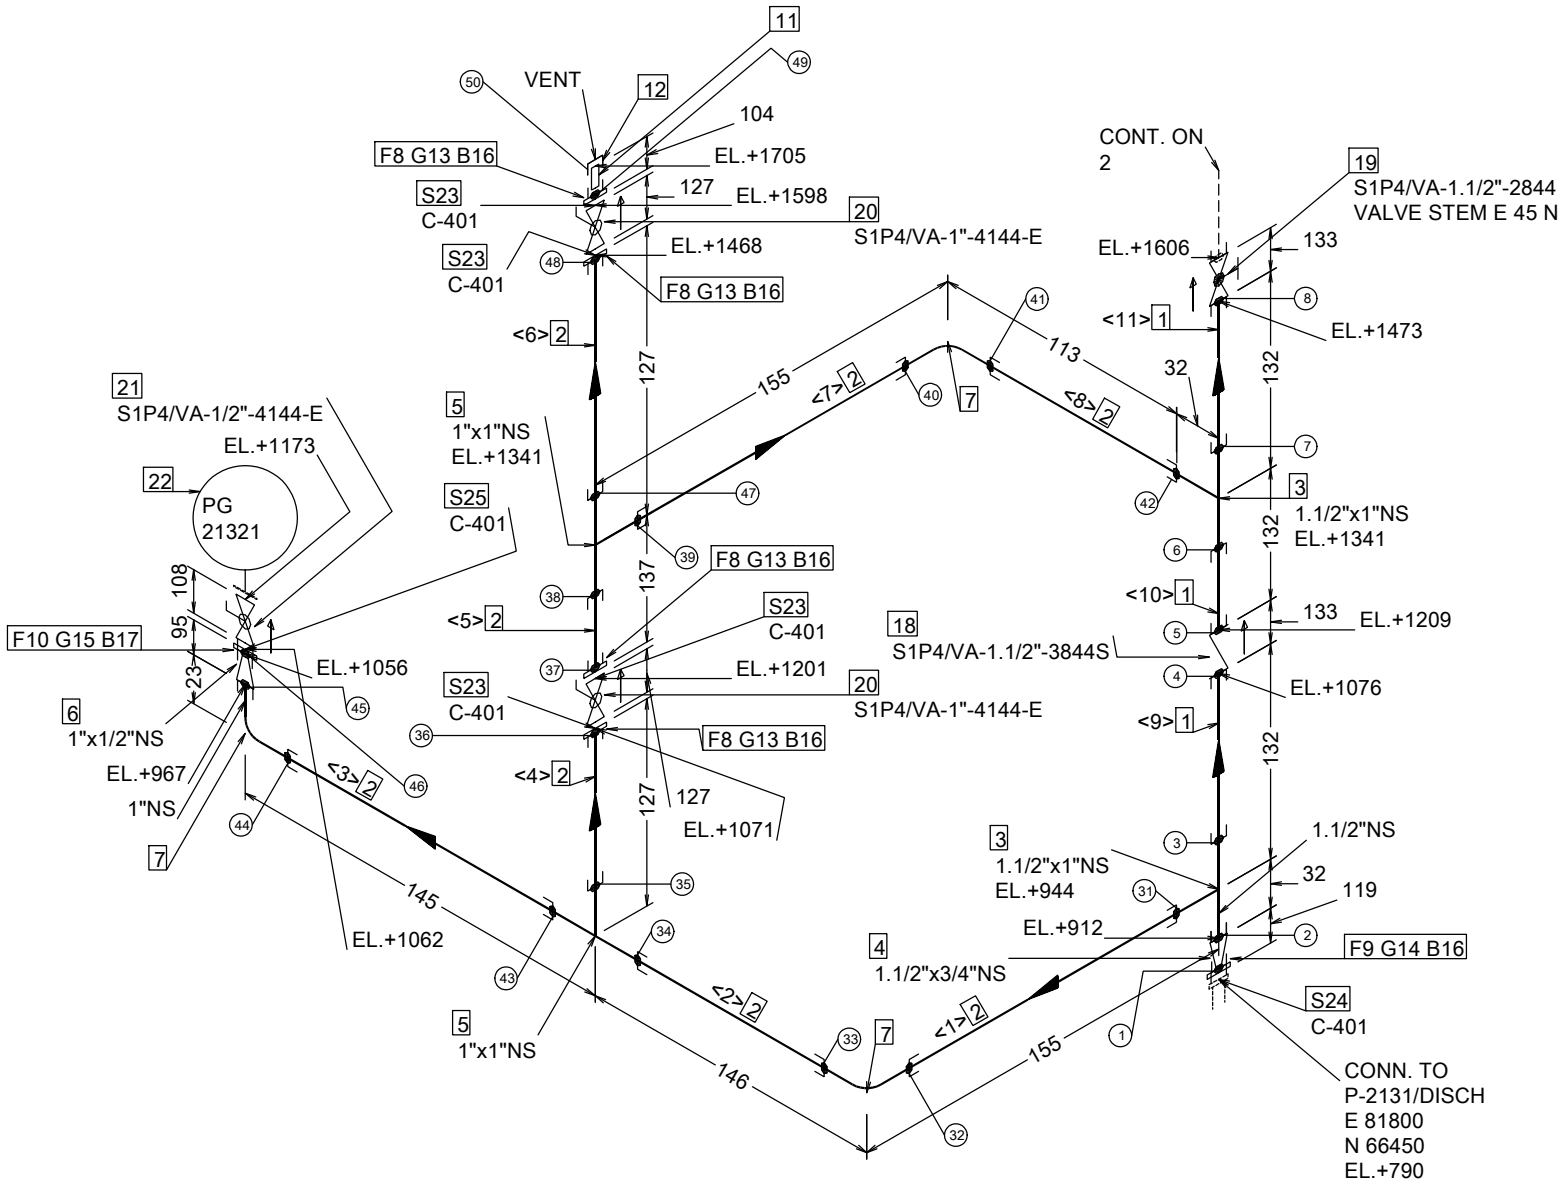 11
49
50
VENT
12
104
F8 G13 B16
EL.+1705
127
S23
C-401
EL.+1598
20
S1P4/VA-1"-4144-E
S23
C-401
EL.+1468
48
F8 G13 B16
CONT. ON
2
19
S1P4/VA-1.1/2"-2844
VALVE STEM E 45 N
EL.+1606
133
8
<11> 1
EL.+1473
132
<6> 2
127
41
155
113
32
<7> 2
40
7
<8> 2
7
42
3
1.1/2"x1"NS
EL.+1341
21
S1P4/VA-1/2"-4144-E
EL.+1173
22
PG
21321
5
1"x1"NS
EL.+1341
47
S25
C-401
39
F8 G13 B16
137
38
<5> 2
S23
C-401
37
EL.+1201
S23
C-401
20
S1P4/VA-1"-4144-E
36
F8 G13 B16
<4> 2
127
127
EL.+1071
35
108
95
F10 G15 B17
23
EL.+1056
6
1"x1/2"NS
45
EL.+967
1"NS
46
44
7
<3> 2
145
EL.+1062
6
132
<10> 1
133
5
EL.+1209
18
S1P4/VA-1.1/2"-3844S
4
EL.+1076
<9> 1
132
3
1.1/2"NS
3
1.1/2"x1"NS
EL.+944
31
32
119
EL.+912
2
4
1.1/2"x3/4"NS
F9 G14 B16
S24
C-401
1
34
43
<2> 2
5
1"x1"NS
33
7
<1> 2
146
155
32
CONN. TO
P-2131/DISCH
E 81800
N 66450
EL.+790